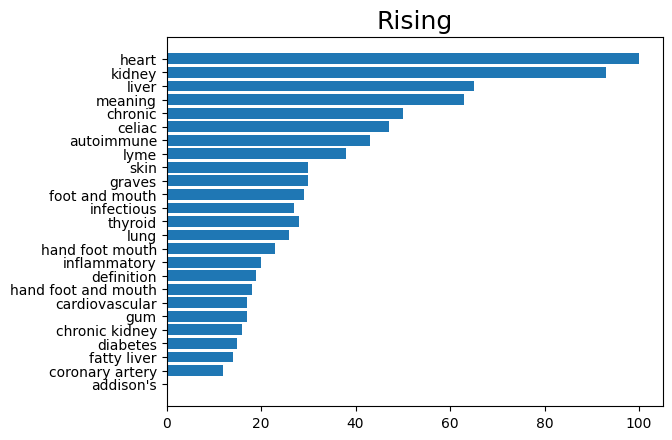 Rising
heart
kidney
liver
meaning
chronic
celiac
autoimmune
lyme
skin
graves
foot and mouth
infectious
thyroid
lung
hand foot mouth
inflammatory
definition
hand foot and mouth
cardiovascular
gum
chronic kidney
diabetes
fatty liver
coronary artery
addison's
0 20 40 60 80 100